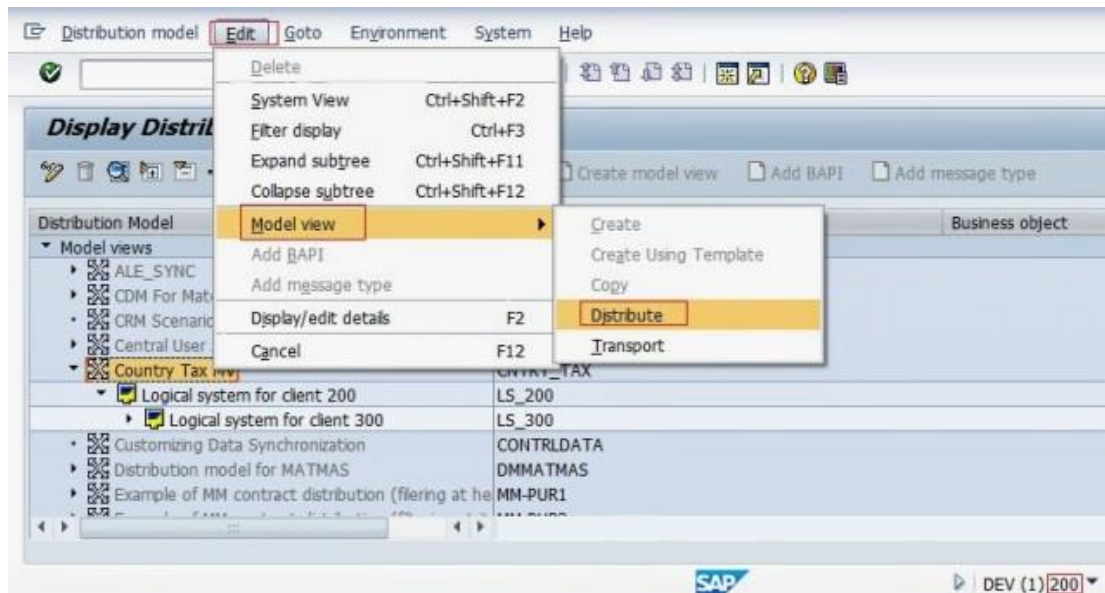 Distribution model Edit Goto Environment System Help
Delete
System View Ctrl+Shift+F2
Filter display Ctrl+F3
Expand subtree Ctrl+Shift+F11
Collapse subtree Ctrl+Shift+F12
Model view
Add BAPI
Add message type
Display/edit details F2
Cancel F12
Create
Create Using Template
Copy
Distribute
Transport
Display Distrib
Create model view Add BAPI Add message type
Distribution Model Business object
Model views
ALE_SYNC
CDM For Mat
CRM Scenario
Central User
Country Tax MV CNTRY_TAX
Logical system for client 200 LS_200
Logical system for client 300 LS_300
Customizing Data Synchronization CONTRLDATA
Distribution model for MATMAS DMMATMAS
Example of MM contract distribution (filering at he MM-PUR1
SAP DEV (1) 200